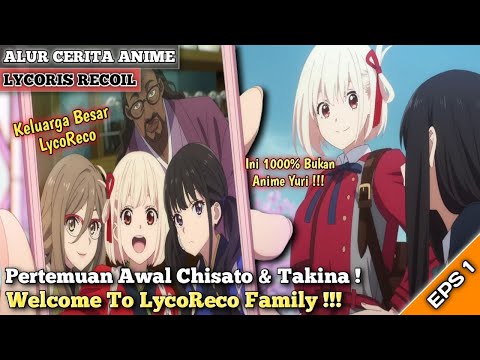 ALUR CERITA ANIME
LYCORIS RECOIL
Keluarga Besar
LycoReco
Ini 1000% Bukan
Anime Yuri !!!
Pertemuan Awal Chisato & Takina !
Welcome To LycoReco Family !!!
EPS 1